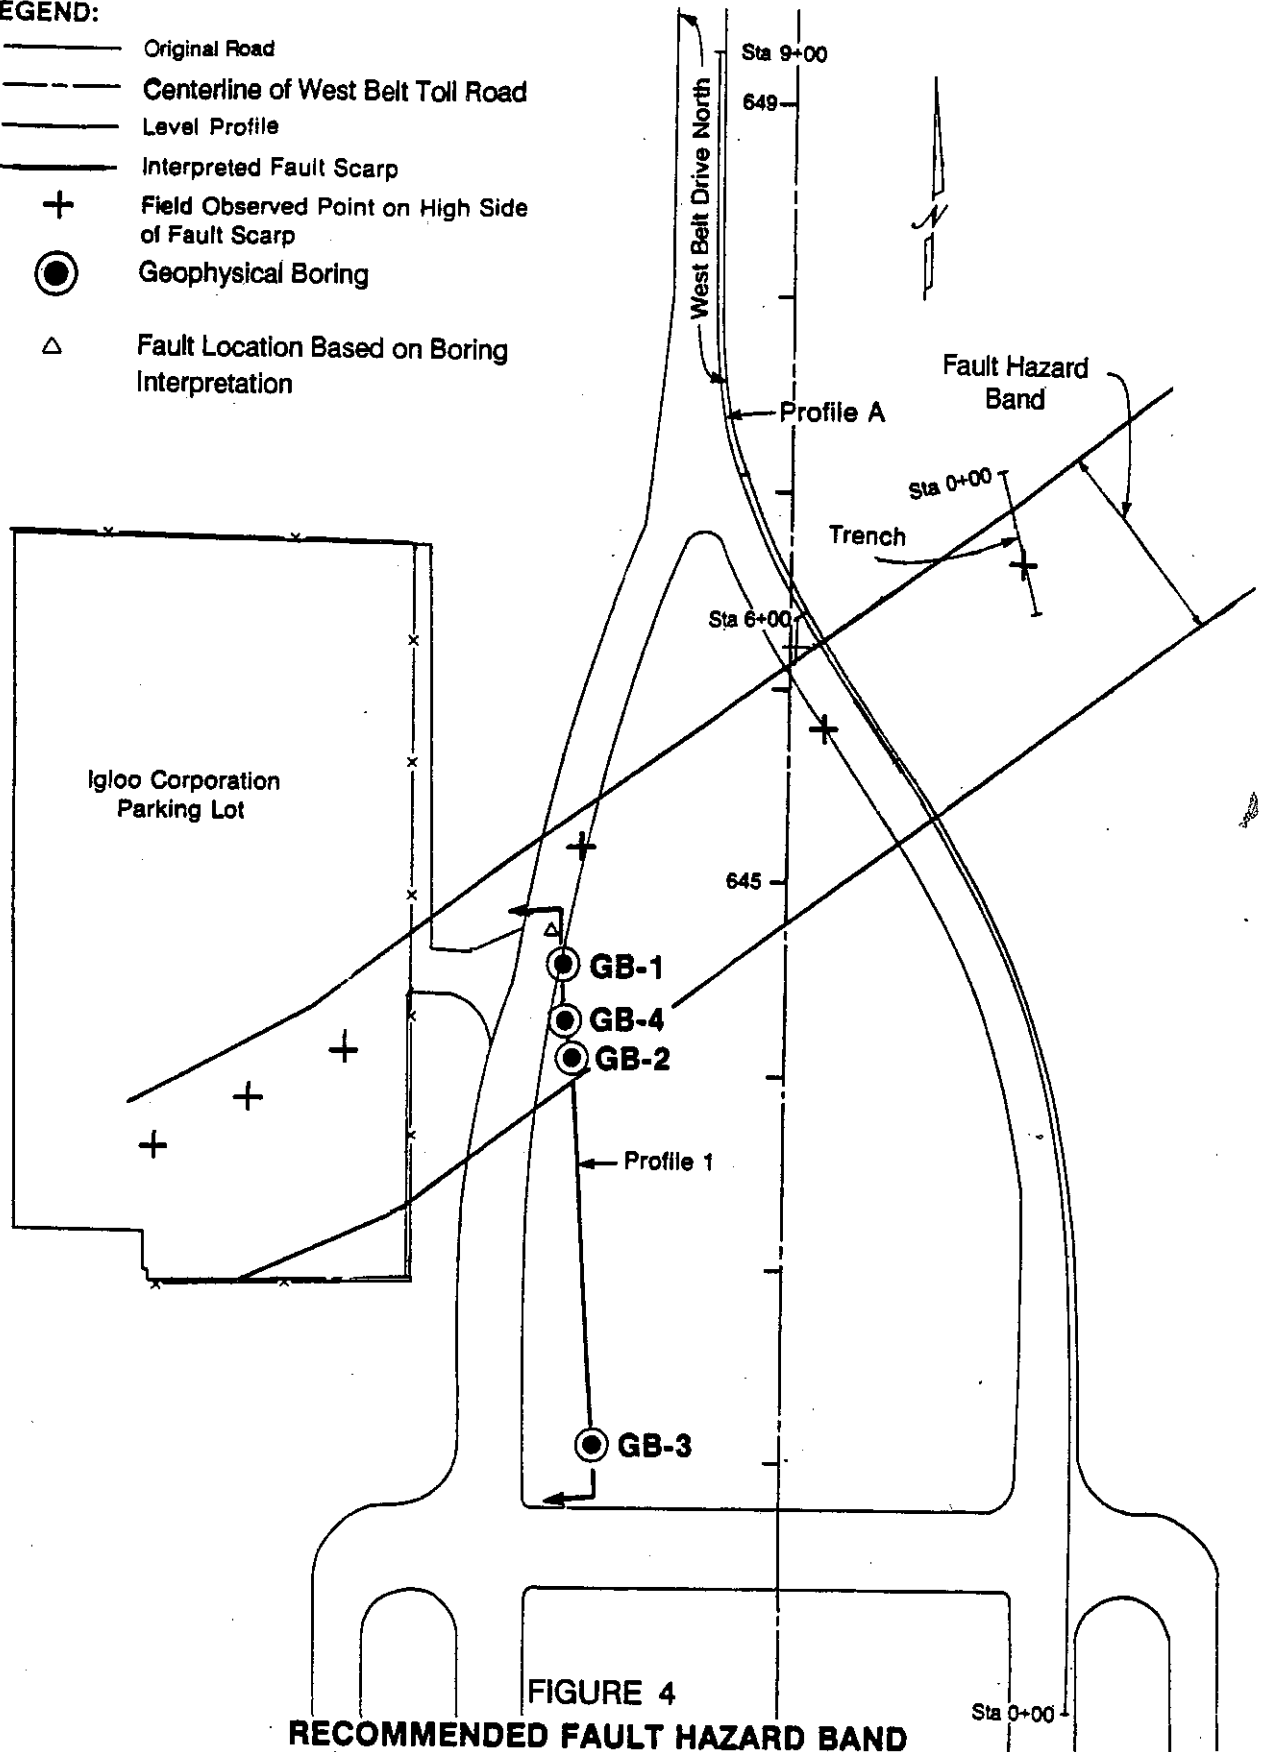 EGEND:
Original Road
Centerline of West Belt Toll Road
Level Profile
Interpreted Fault Scarp
Field Observed Point on High Side
of Fault Scarp
Geophysical Boring
Fault Location Based on Boring
Interpretation
West Belt Drive North
Sta 9+00
649
N
Fault Hazard
Band
Profile A
Sta 0+00
Trench
Sta 6+00
Igloo Corporation
Parking Lot
645
GB-1
GB-4
GB-2
Profile 1
GB-3
Sta 0+00
FIGURE 4
RECOMMENDED FAULT HAZARD BAND